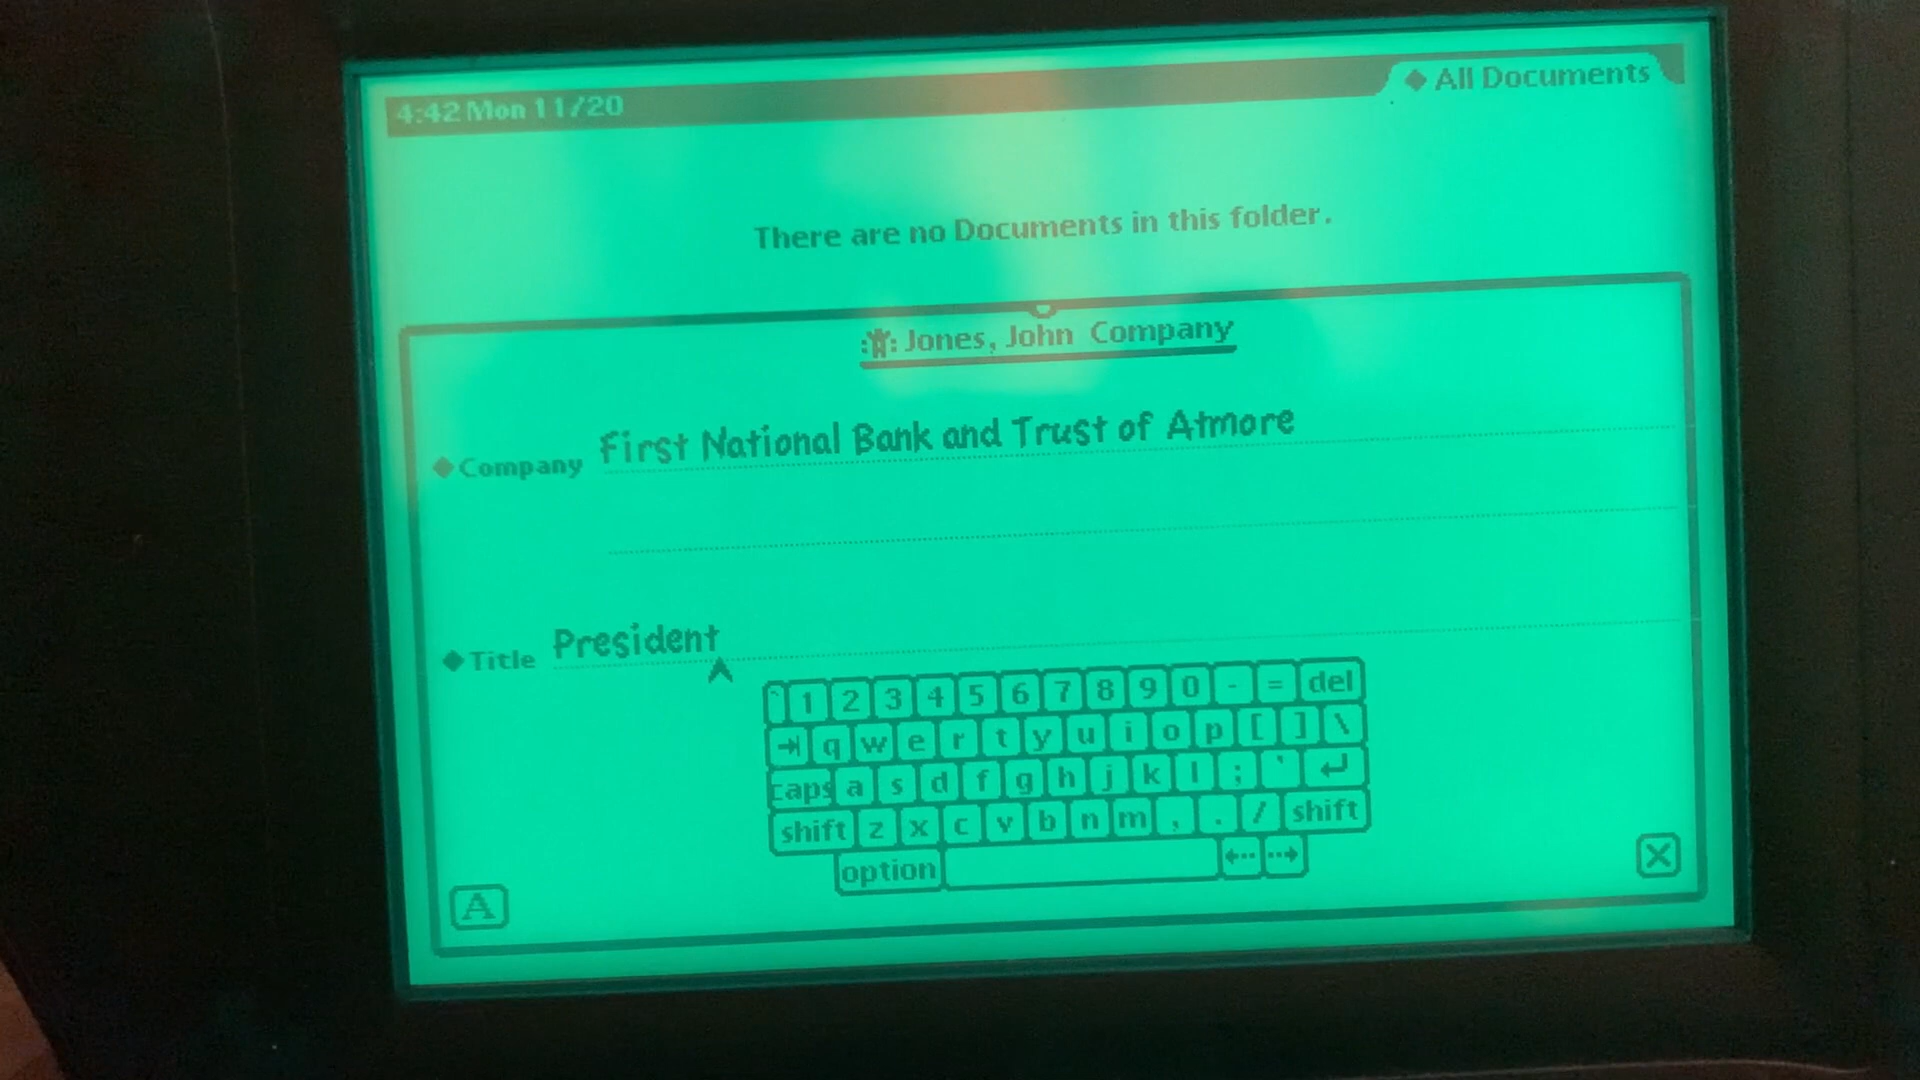 4:42 Mon 11/20
◆ All Documents
There are no Documents in this folder.
Jones, John Company
◆Company First National Bank and Trust of Atmore
◆Title President
` 1 2 3 4 5 6 7 8 9 0 - = del
q w e r t y u i o p [ ] \
caps a s d f g h j k l ; '
shift z x c v b n m , . / shift
option
A
X